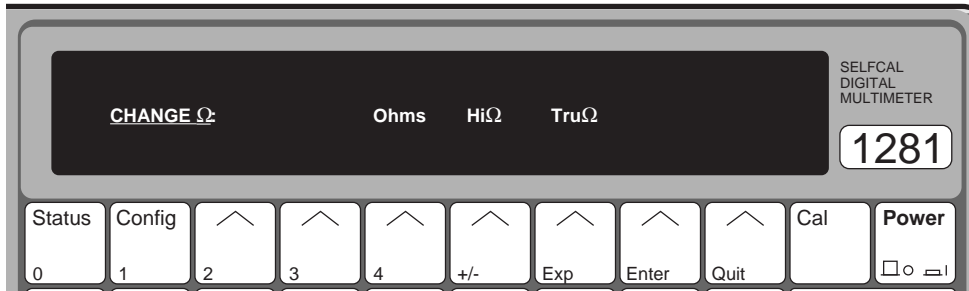 SELFCAL
DIGITAL
MULTIMETER
CHANGE Ω: Ohms HiΩ TruΩ
1281
Status Config Cal Power
0 1 2 3 4 +/- Exp Enter Quit